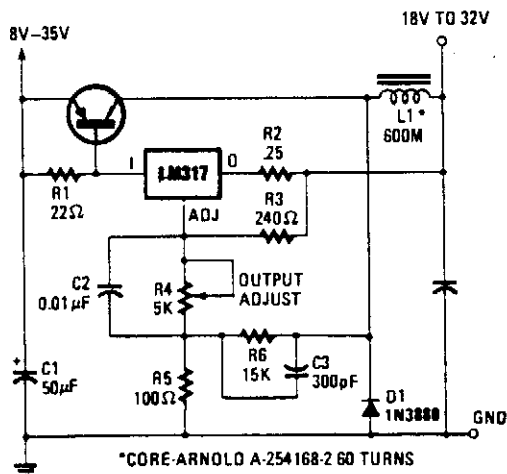 8V–35V
18V TO 32V
L1*
600M
R1
22Ω
I
LM317
O
ADJ
R2
.25
R3
240Ω
C2
0.01µF
R4
5K
OUTPUT
ADJUST
C1
50µF
+
R5
100Ω
R6
15K
C3
300pF
D1
1N3880
GND
*CORE-ARNOLD A-254168-2 60 TURNS